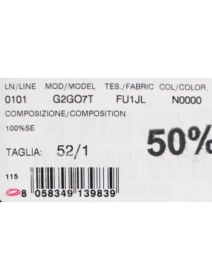 LN/LINE MOD/MODEL TES./FABRIC COL/COLOR
0101 G2GO7T FU1JL N0000
COMPOSIZIONE/COMPOSITION
100%SE
50%
TAGLIA: 52/1
115
8 058349 139839